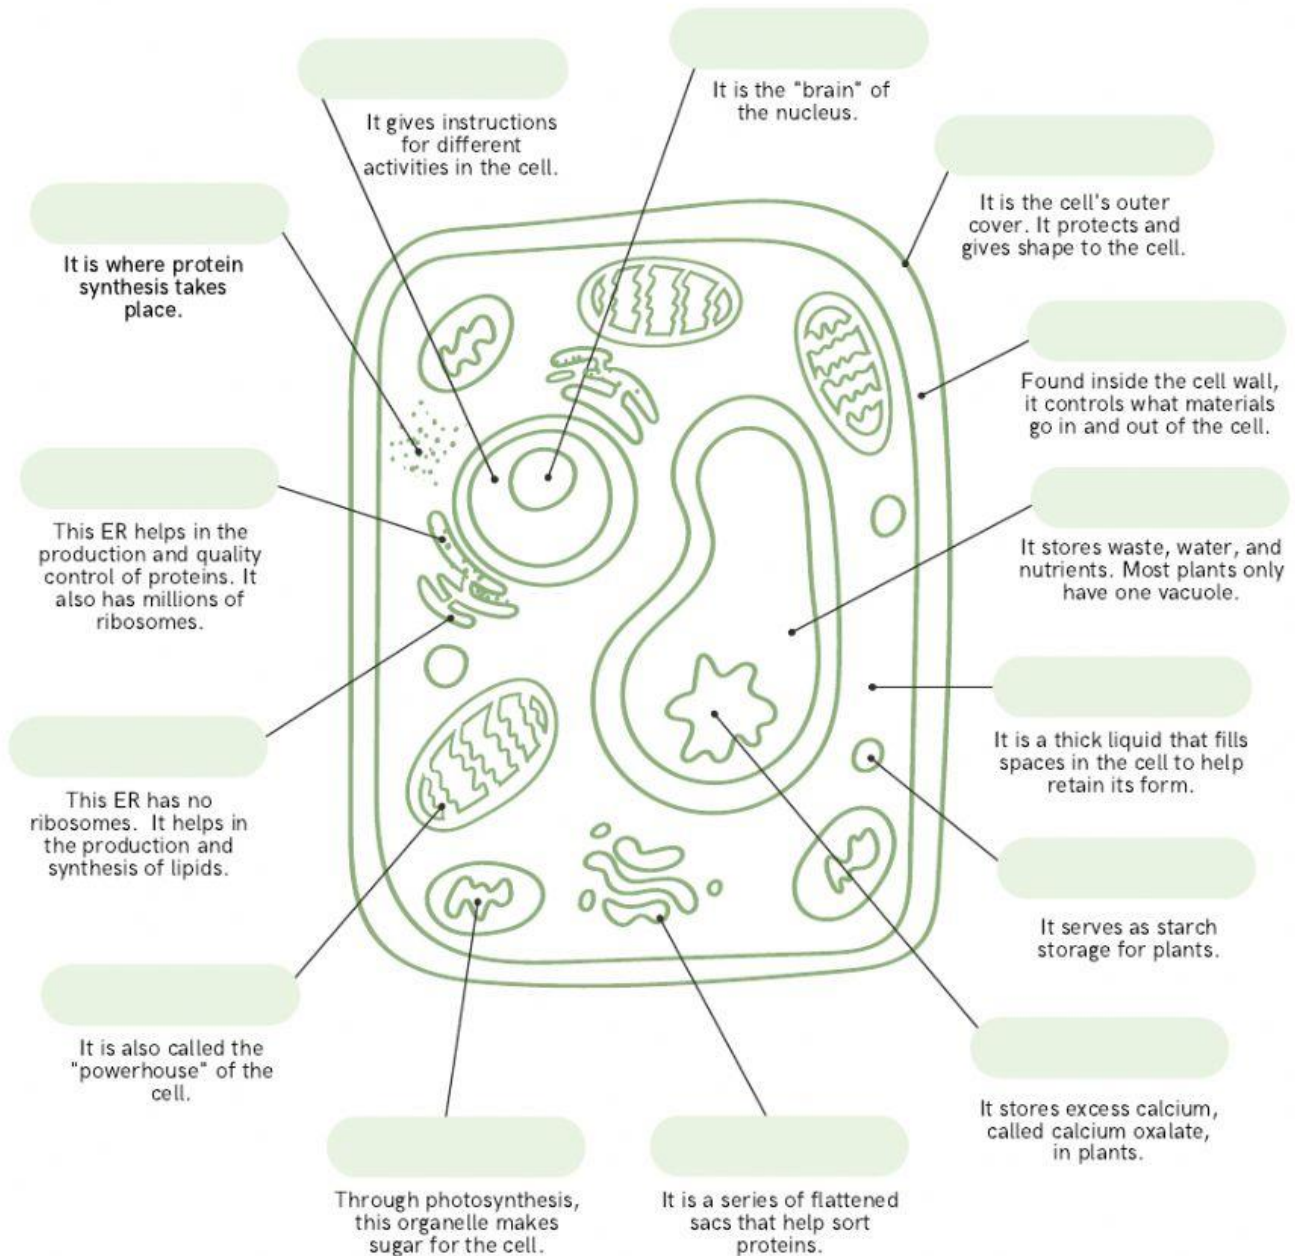 It is the "brain" of
the nucleus.
It gives instructions
for different
activities in the cell.
It is the cell's outer
cover. It protects and
gives shape to the cell.
It is where protein
synthesis takes
place.
Found inside the cell wall,
it controls what materials
go in and out of the cell.
This ER helps in the
production and quality
control of proteins. It
also has millions of
ribosomes.
It stores waste, water, and
nutrients. Most plants only
have one vacuole.
It is a thick liquid that fills
spaces in the cell to help
retain its form.
This ER has no
ribosomes. It helps in
the production and
synthesis of lipids.
It serves as starch
storage for plants.
It is also called the
"powerhouse" of the
cell.
It stores excess calcium,
called calcium oxalate,
in plants.
Through photosynthesis,
this organelle makes
sugar for the cell.
It is a series of flattened
sacs that help sort
proteins.